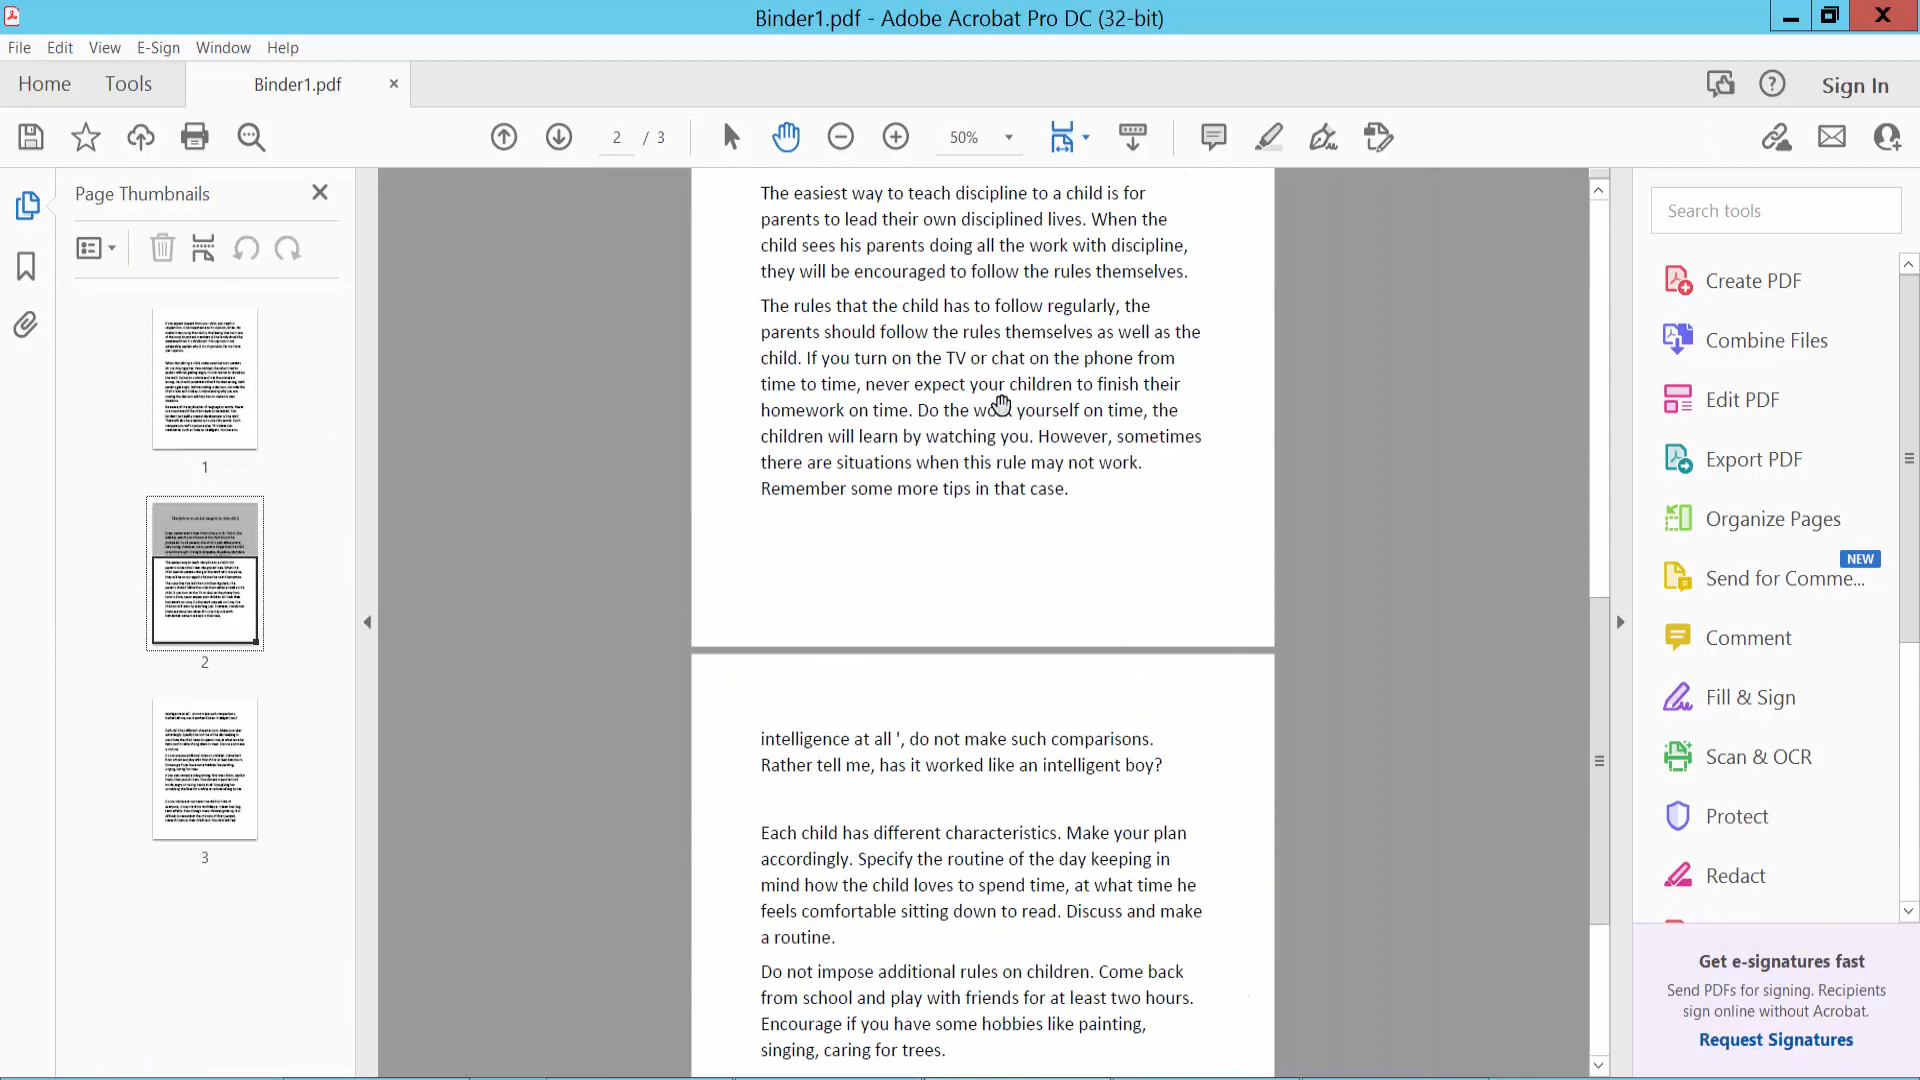 Binder1.pdf - Adobe Acrobat Pro DC (32-bit)
File Edit View E-Sign Window Help
Home Tools Binder1.pdf × Sign In
2 / 3 50%
Page Thumbnails
1
2
3
The easiest way to teach discipline to a child is for
parents to lead their own disciplined lives. When the
child sees his parents doing all the work with discipline,
they will be encouraged to follow the rules themselves.
The rules that the child has to follow regularly, the
parents should follow the rules themselves as well as the
child. If you turn on the TV or chat on the phone from
time to time, never expect your children to finish their
homework on time. Do the work yourself on time, the
children will learn by watching you. However, sometimes
there are situations when this rule may not work.
Remember some more tips in that case.
intelligence at all ', do not make such comparisons.
Rather tell me, has it worked like an intelligent boy?
Each child has different characteristics. Make your plan
accordingly. Specify the routine of the day keeping in
mind how the child loves to spend time, at what time he
feels comfortable sitting down to read. Discuss and make
a routine.
Do not impose additional rules on children. Come back
from school and play with friends for at least two hours.
Encourage if you have some hobbies like painting,
singing, caring for trees.
Search tools
Create PDF
Combine Files
Edit PDF
Export PDF
Organize Pages
NEW
Send for Comme...
Comment
Fill & Sign
Scan & OCR
Protect
Redact
Get e-signatures fast
Send PDFs for signing. Recipients
sign online without Acrobat.
Request Signatures